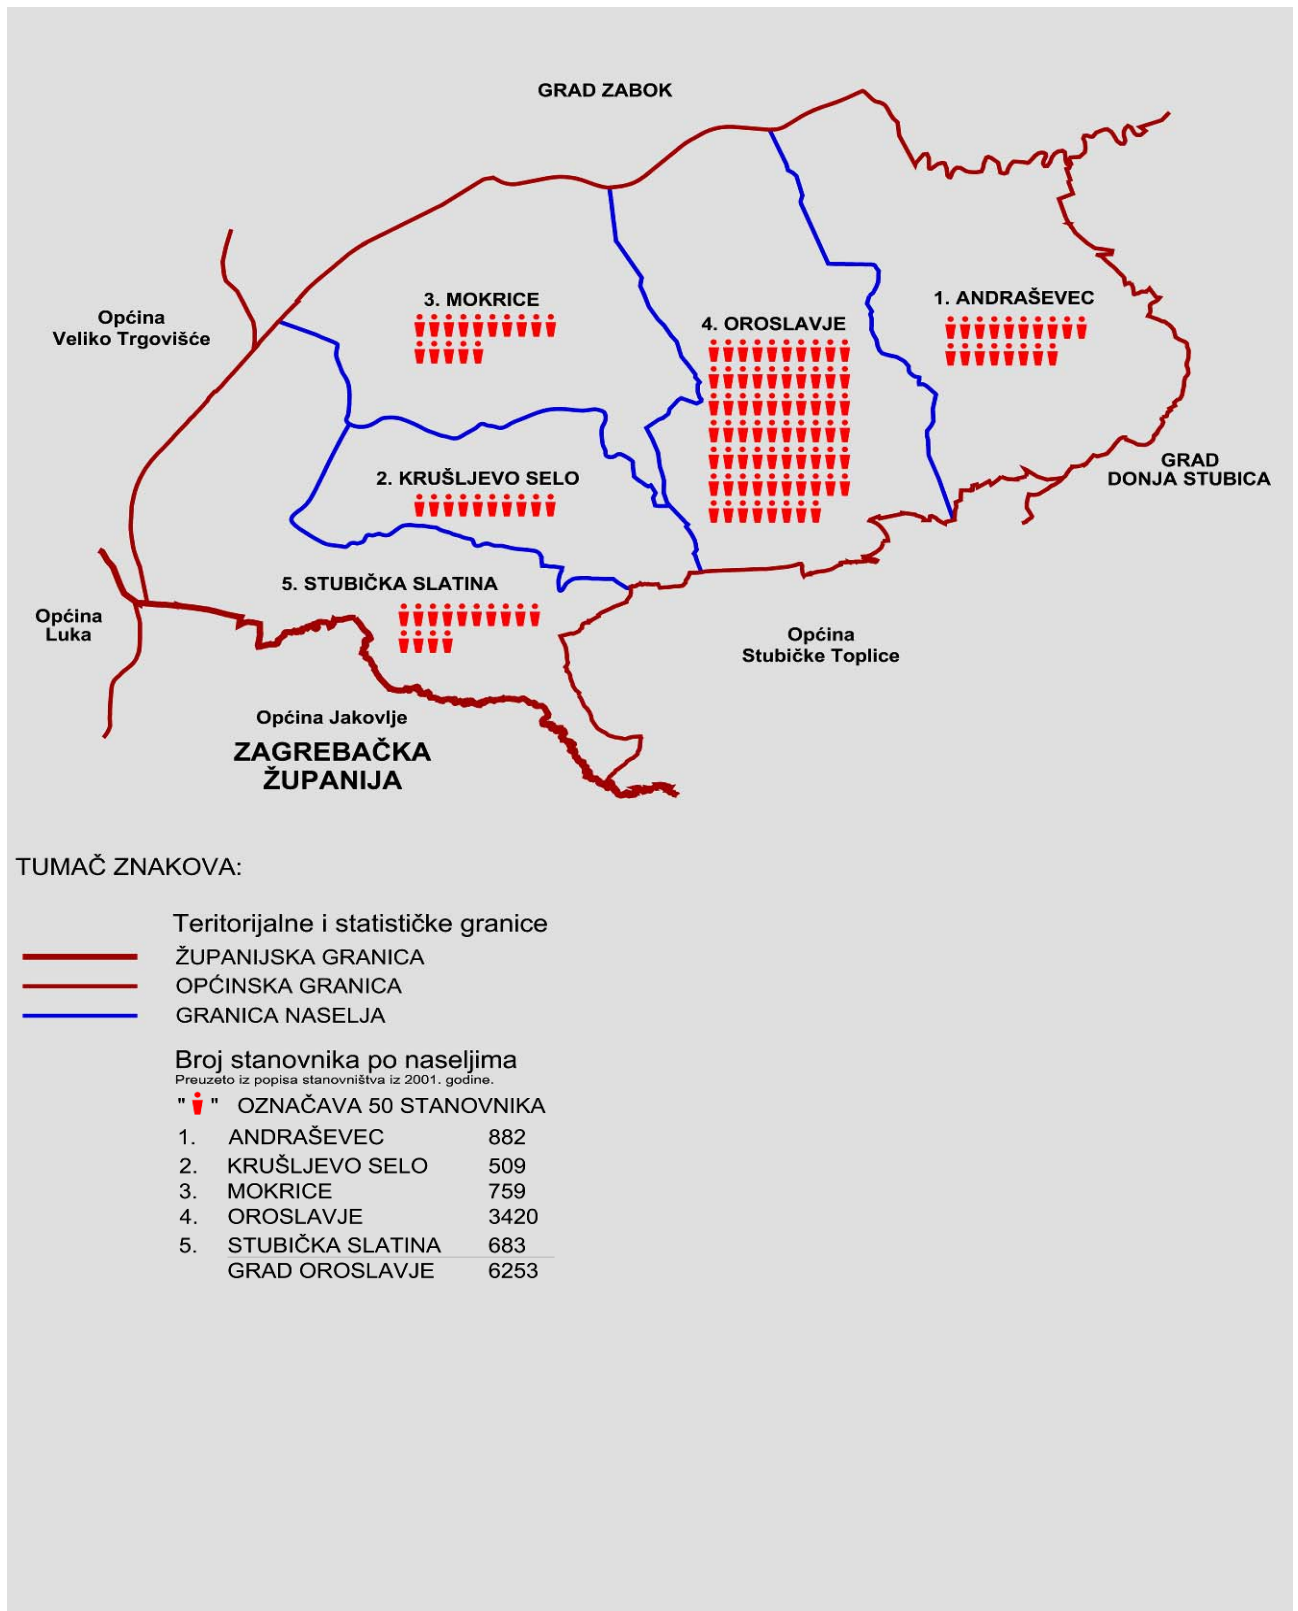 GRAD ZABOK
3. MOKRICE
1. ANDRAŠEVEC
Općina
Veliko Trgovišće
4. OROSLAVJE
GRAD
DONJA STUBICA
2. KRUŠLJEVO SELO
5. STUBIČKA SLATINA
Općina
Luka
Općina
Stubičke Toplice
Općina Jakovlje
ZAGREBAČKA
ŽUPANIJA
TUMAČ ZNAKOVA:
Teritorijalne i statističke granice
ŽUPANIJSKA GRANICA
OPĆINSKA GRANICA
GRANICA NASELJA
Broj stanovnika po naseljima
Preuzeto iz popisa stanovništva iz 2001. godine.
" " OZNAČAVA 50 STANOVNIKA
1. ANDRAŠEVEC 882
2. KRUŠLJEVO SELO 509
3. MOKRICE 759
4. OROSLAVJE 3420
5. STUBIČKA SLATINA 683
GRAD OROSLAVJE 6253